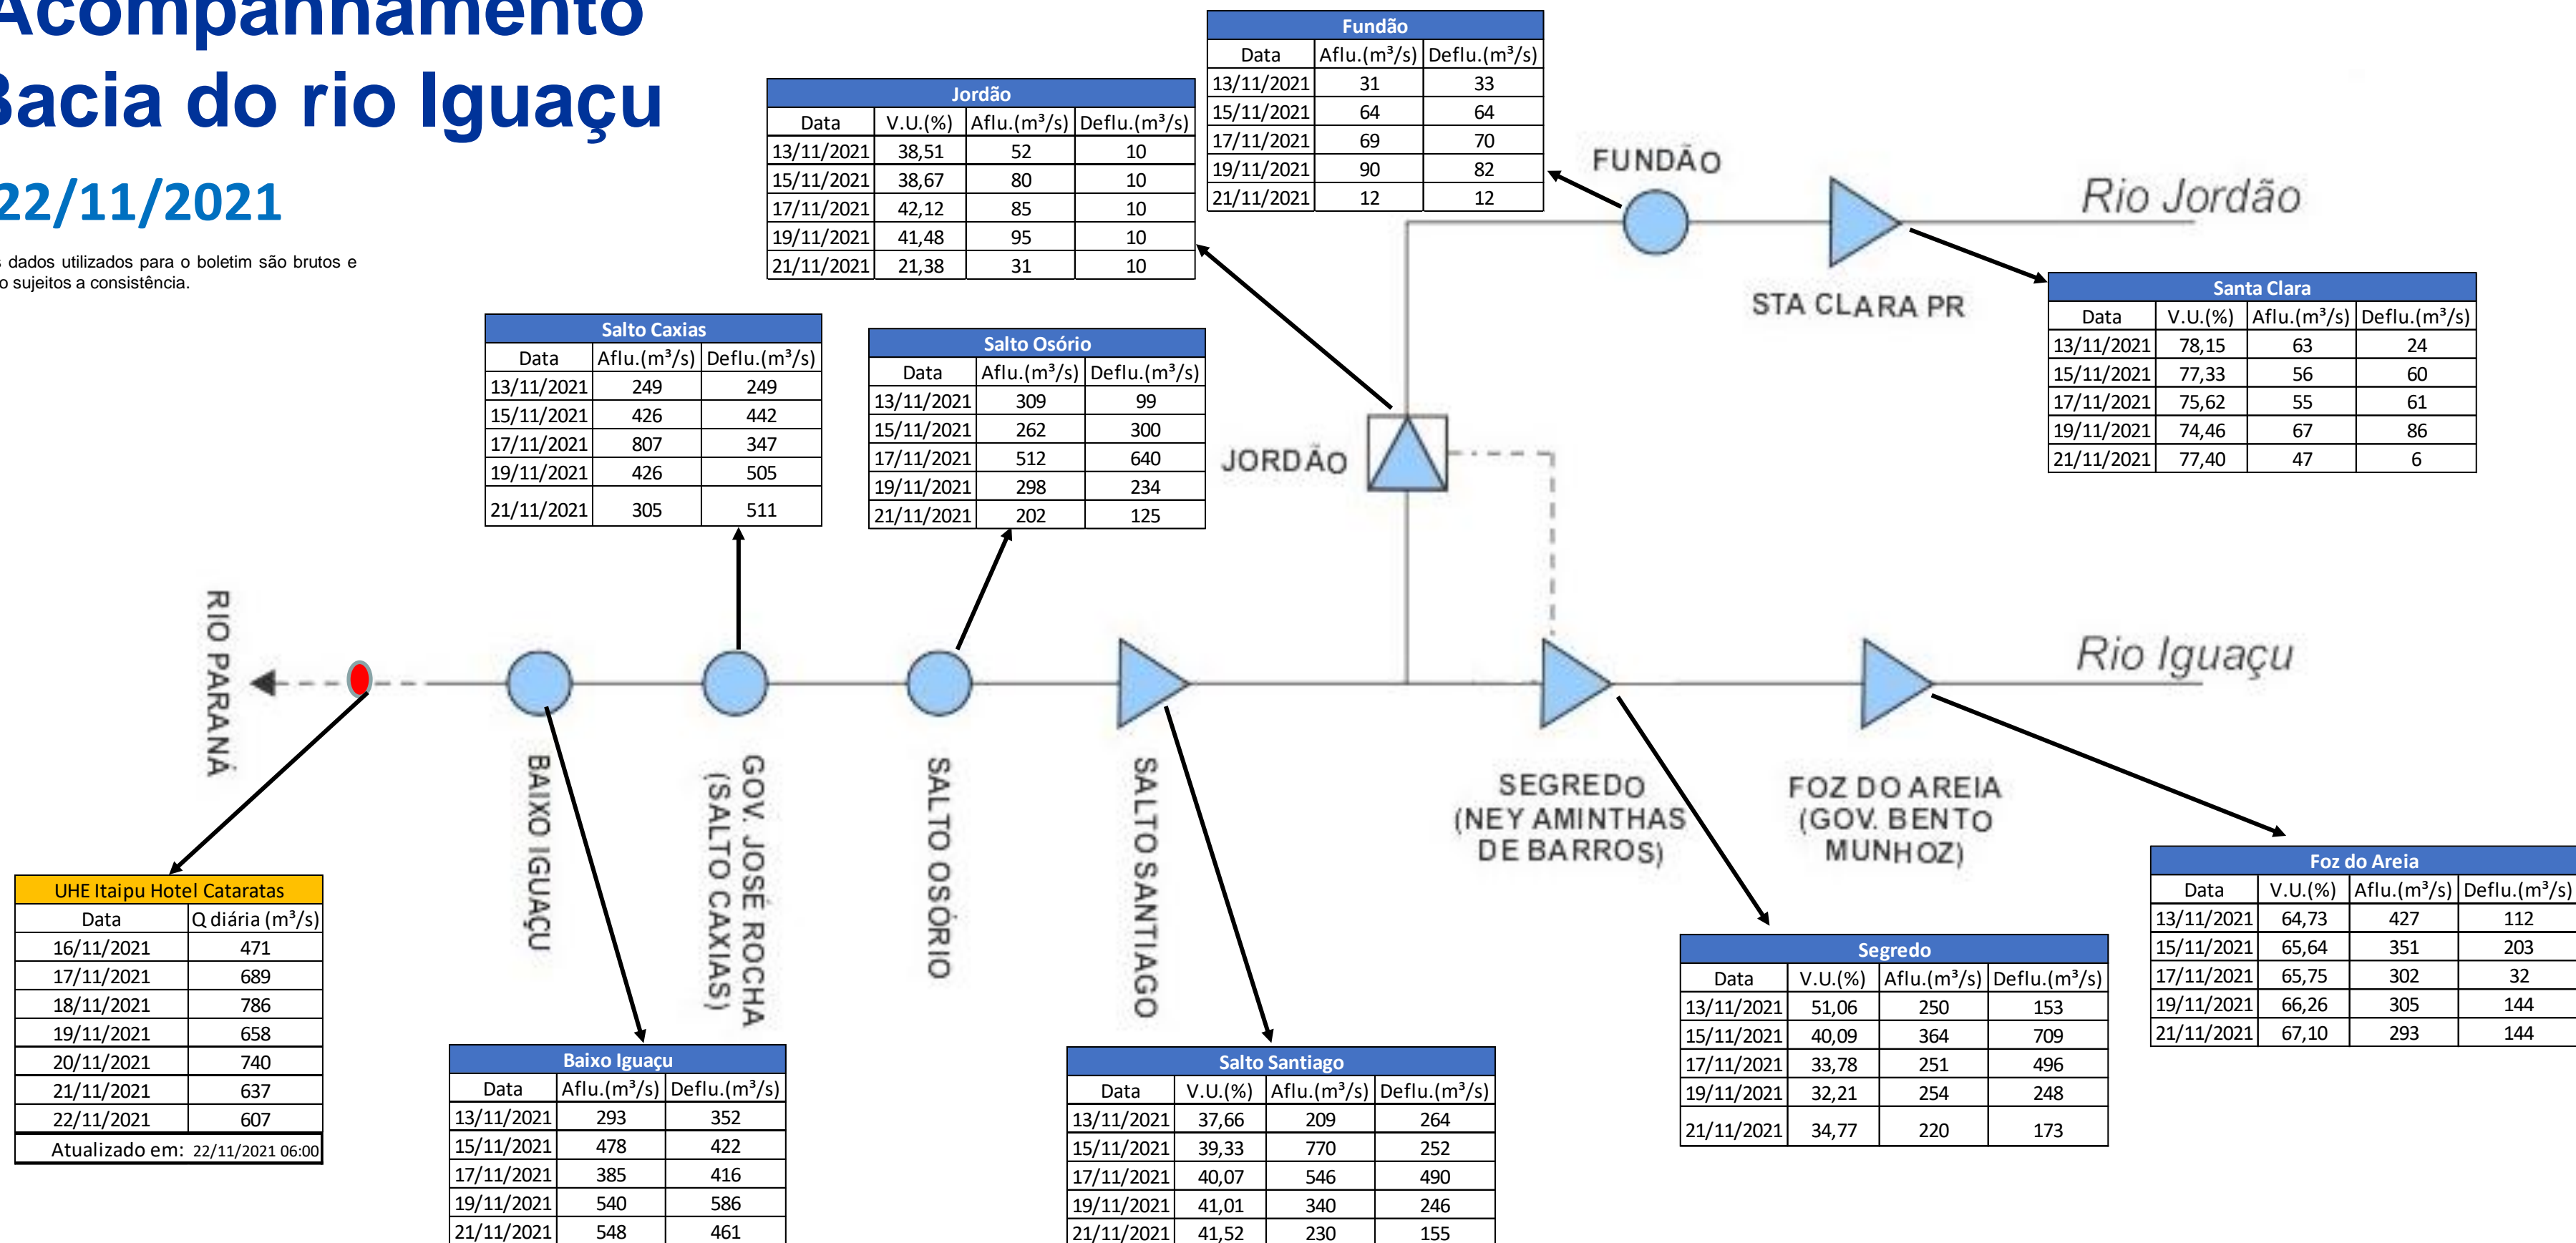 Acompanhamento
Bacia do rio Iguaçu
22/11/2021
s dados utilizados para o boletim são brutos e
o sujeitos a consistência.
Fundão
Data Aflu.(m³/s) Deflu.(m³/s)
13/11/2021 31 33
15/11/2021 64 64
17/11/2021 69 70
19/11/2021 90 82
21/11/2021 12 12
Jordão
Data V.U.(%) Aflu.(m³/s) Deflu.(m³/s)
13/11/2021 38,51 52 10
15/11/2021 38,67 80 10
17/11/2021 42,12 85 10
19/11/2021 41,48 95 10
21/11/2021 21,38 31 10
FUNDÃO
Rio Jordão
STA CLARA PR
Santa Clara
Data V.U.(%) Aflu.(m³/s) Deflu.(m³/s)
13/11/2021 78,15 63 24
15/11/2021 77,33 56 60
17/11/2021 75,62 55 61
19/11/2021 74,46 67 86
21/11/2021 77,40 47 6
Salto Caxias
Data Aflu.(m³/s) Deflu.(m³/s)
13/11/2021 249 249
15/11/2021 426 442
17/11/2021 807 347
19/11/2021 426 505
21/11/2021 305 511
Salto Osório
Data Aflu.(m³/s) Deflu.(m³/s)
13/11/2021 309 99
15/11/2021 262 300
17/11/2021 512 640
19/11/2021 298 234
21/11/2021 202 125
JORDÃO
RIO PARANÁ
Rio Iguaçu
BAIXO IGUAÇU
GOV. JOSÉ ROCHA
(SALTO CAXIAS)
SALTO OSÓRIO
SALTO SANTIAGO
SEGREDO
(NEY AMINTHAS
DE BARROS)
FOZ DO AREIA
(GOV. BENTO
MUNHOZ)
UHE Itaipu Hotel Cataratas
Data Q diária (m³/s)
16/11/2021 471
17/11/2021 689
18/11/2021 786
19/11/2021 658
20/11/2021 740
21/11/2021 637
22/11/2021 607
Atualizado em: 22/11/2021 06:00
Baixo Iguaçu
Data Aflu.(m³/s) Deflu.(m³/s)
13/11/2021 293 352
15/11/2021 478 422
17/11/2021 385 416
19/11/2021 540 586
21/11/2021 548 461
Salto Santiago
Data V.U.(%) Aflu.(m³/s) Deflu.(m³/s)
13/11/2021 37,66 209 264
15/11/2021 39,33 770 252
17/11/2021 40,07 546 490
19/11/2021 41,01 340 246
21/11/2021 41,52 230 155
Segredo
Data V.U.(%) Aflu.(m³/s) Deflu.(m³/s)
13/11/2021 51,06 250 153
15/11/2021 40,09 364 709
17/11/2021 33,78 251 496
19/11/2021 32,21 254 248
21/11/2021 34,77 220 173
Foz do Areia
Data V.U.(%) Aflu.(m³/s) Deflu.(m³/s)
13/11/2021 64,73 427 112
15/11/2021 65,64 351 203
17/11/2021 65,75 302 32
19/11/2021 66,26 305 144
21/11/2021 67,10 293 144